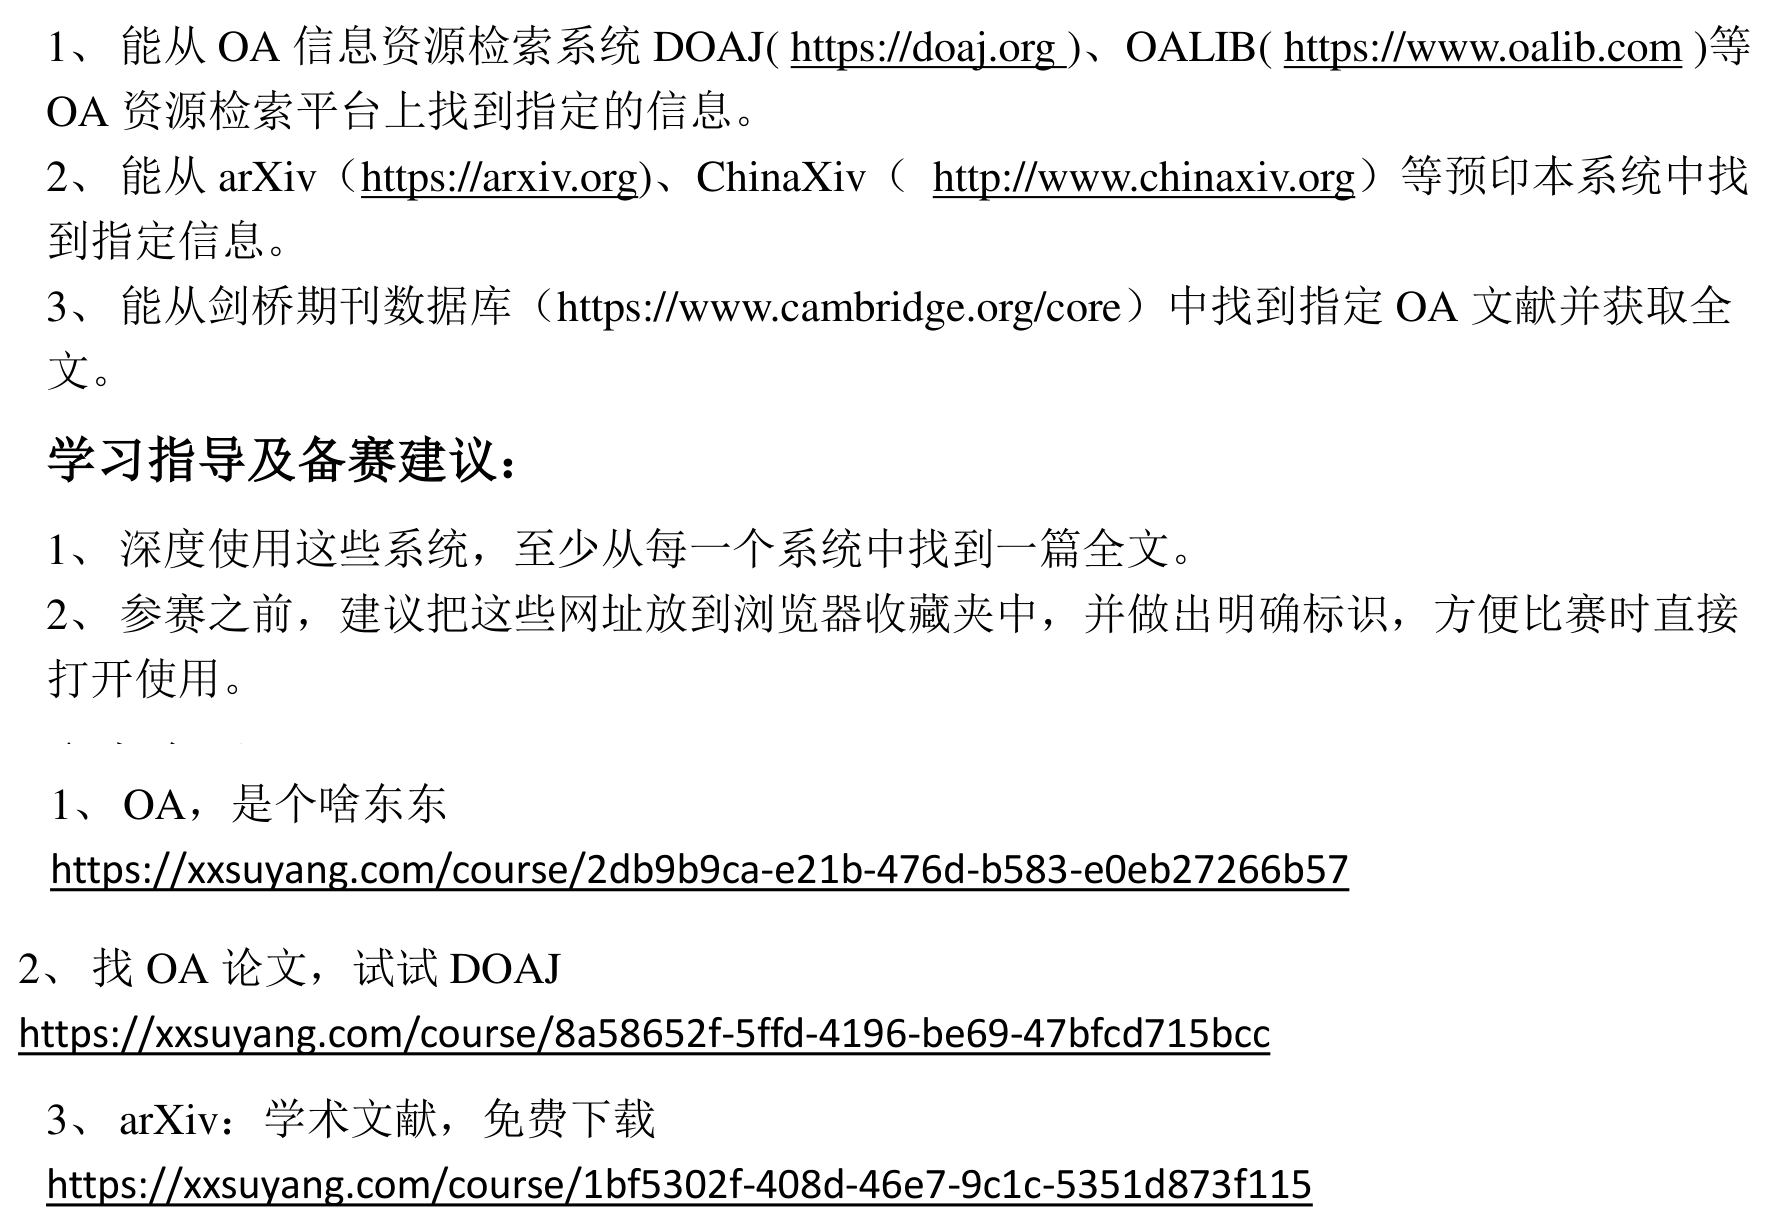 1、 能从 OA 信息资源检索系统 DOAJ( https://doaj.org )、OALIB( https://www.oalib.com )等
OA 资源检索平台上找到指定的信息。
2、 能从 arXiv（https://arxiv.org)、ChinaXiv（ http://www.chinaxiv.org）等预印本系统中找
到指定信息。
3、 能从剑桥期刊数据库（https://www.cambridge.org/core）中找到指定 OA 文献并获取全
文。
学习指导及备赛建议：
1、 深度使用这些系统，至少从每一个系统中找到一篇全文。
2、 参赛之前，建议把这些网址放到浏览器收藏夹中，并做出明确标识，方便比赛时直接
打开使用。
1、 OA，是个啥东东
https://xxsuyang.com/course/2db9b9ca-e21b-476d-b583-e0eb27266b57
2、 找 OA 论文，试试 DOAJ
https://xxsuyang.com/course/8a58652f-5ffd-4196-be69-47bfcd715bcc
3、 arXiv：学术文献，免费下载
https://xxsuyang.com/course/1bf5302f-408d-46e7-9c1c-5351d873f115